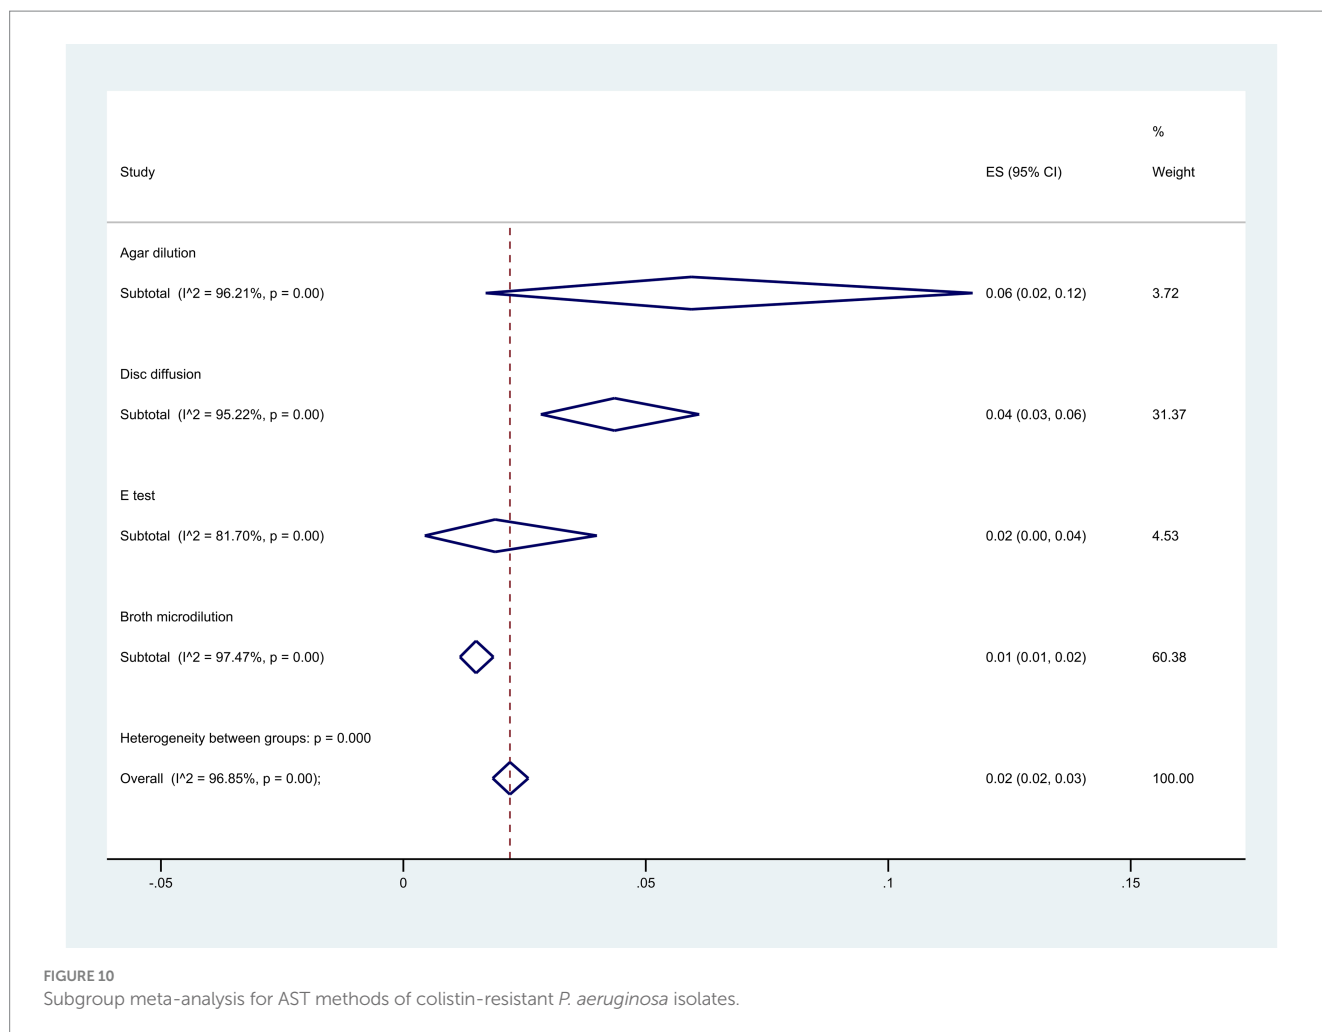 %
Study ES (95% CI) Weight
Agar dilution
Subtotal (I^2 = 96.21%, p = 0.00) 0.06 (0.02, 0.12) 3.72
Disc diffusion
Subtotal (I^2 = 95.22%, p = 0.00) 0.04 (0.03, 0.06) 31.37
E test
Subtotal (I^2 = 81.70%, p = 0.00) 0.02 (0.00, 0.04) 4.53
Broth microdilution
Subtotal (I^2 = 97.47%, p = 0.00) 0.01 (0.01, 0.02) 60.38
Heterogeneity between groups: p = 0.000
Overall (I^2 = 96.85%, p = 0.00); 0.02 (0.02, 0.03) 100.00
-.05 0 .05 .1 .15
FIGURE 10
Subgroup meta-analysis for AST methods of colistin-resistant P. aeruginosa isolates.